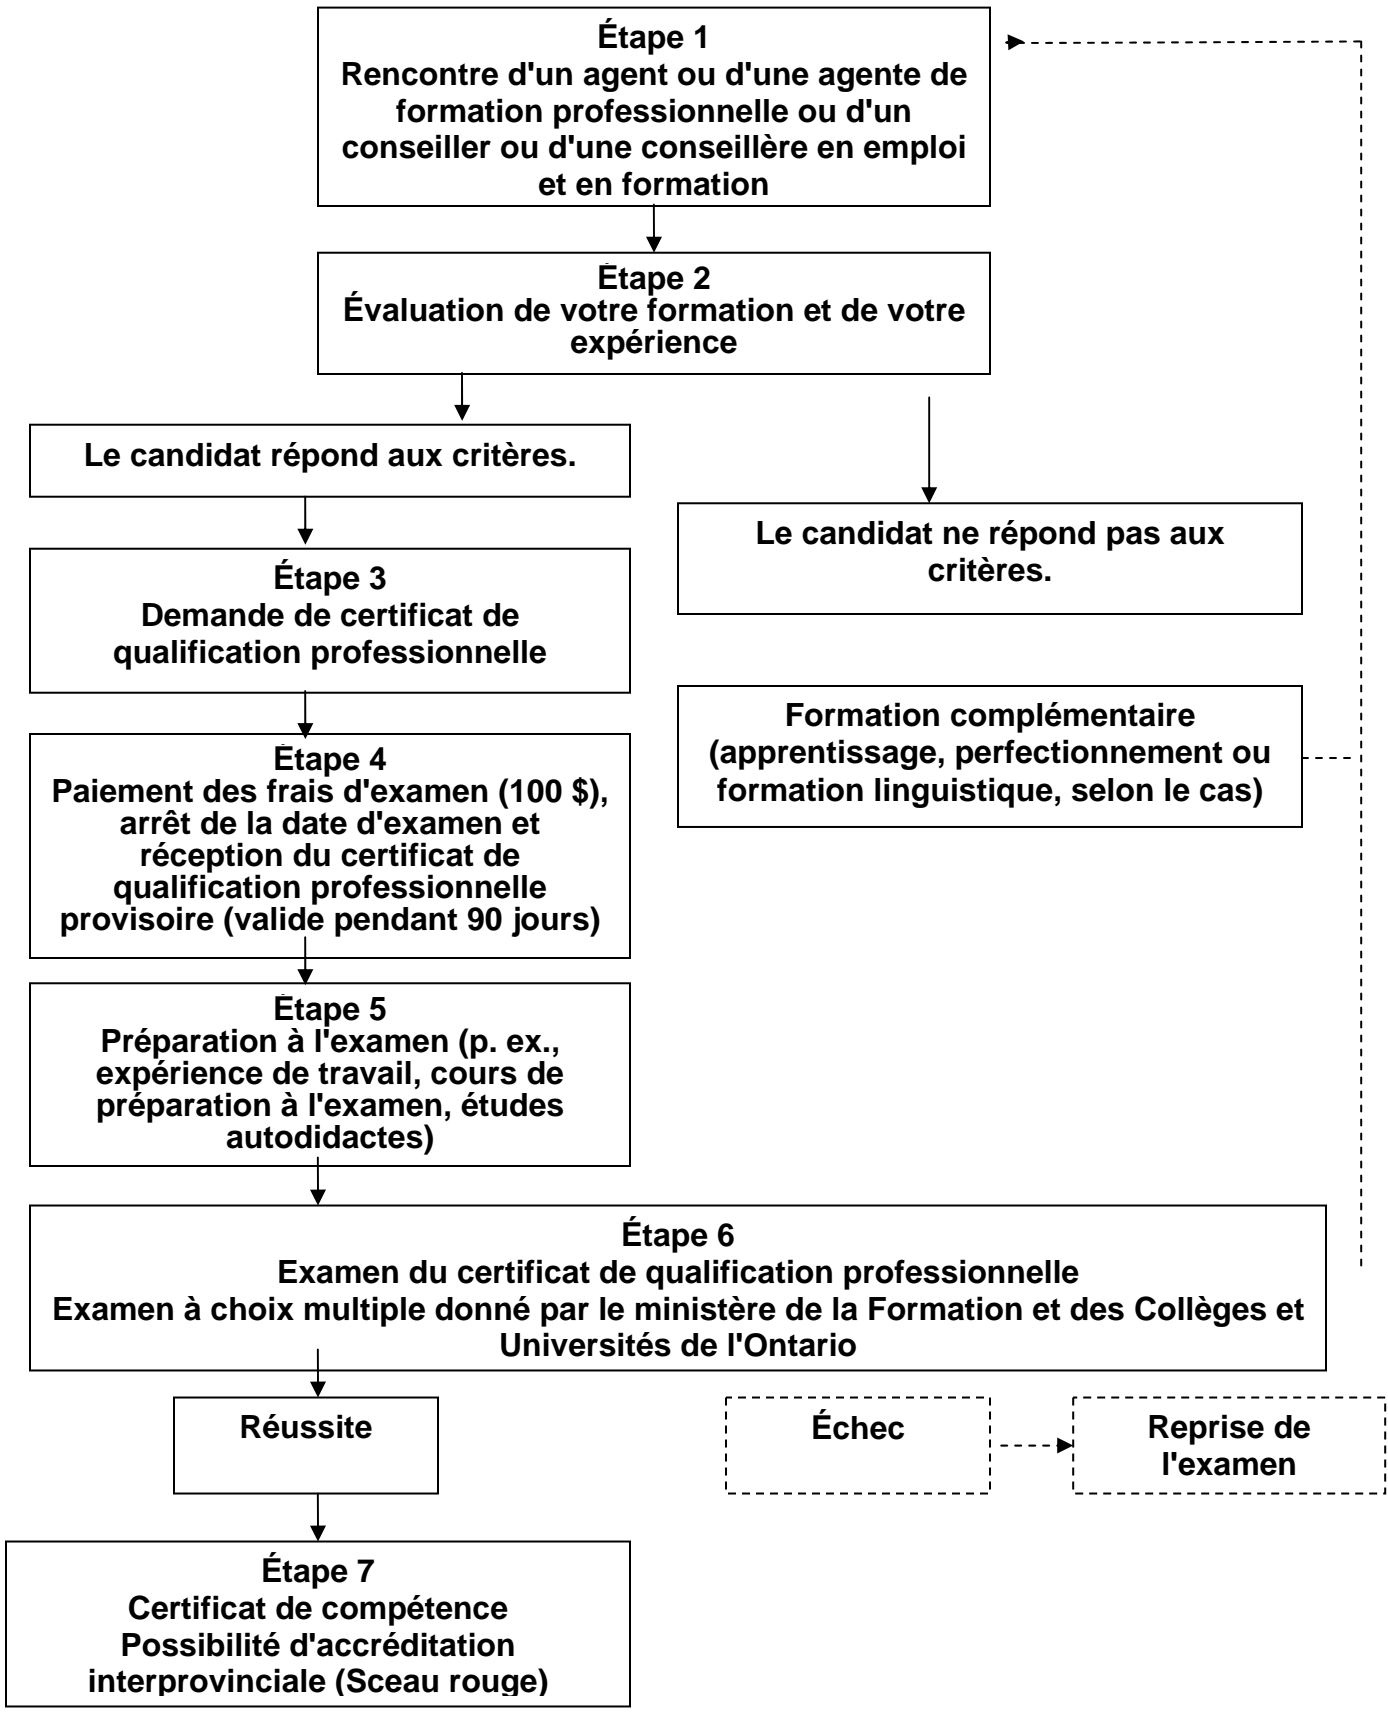 Étape 1
Rencontre d'un agent ou d'une agente de
formation professionnelle ou d'un
conseiller ou d'une conseillère en emploi
et en formation
Étape 2
Évaluation de votre formation et de votre
expérience
Le candidat répond aux critères.
Le candidat ne répond pas aux
critères.
Étape 3
Demande de certificat de
qualification professionnelle
Formation complémentaire
(apprentissage, perfectionnement ou
formation linguistique, selon le cas)
Étape 4
Paiement des frais d'examen (100 $),
arrêt de la date d'examen et
réception du certificat de
qualification professionnelle
provisoire (valide pendant 90 jours)
Étape 5
Préparation à l'examen (p. ex.,
expérience de travail, cours de
préparation à l'examen, études
autodidactes)
Étape 6
Examen du certificat de qualification professionnelle
Examen à choix multiple donné par le ministère de la Formation et des Collèges et
Universités de l'Ontario
Réussite
Échec
Reprise de
l'examen
Étape 7
Certificat de compétence
Possibilité d'accréditation
interprovinciale (Sceau rouge)